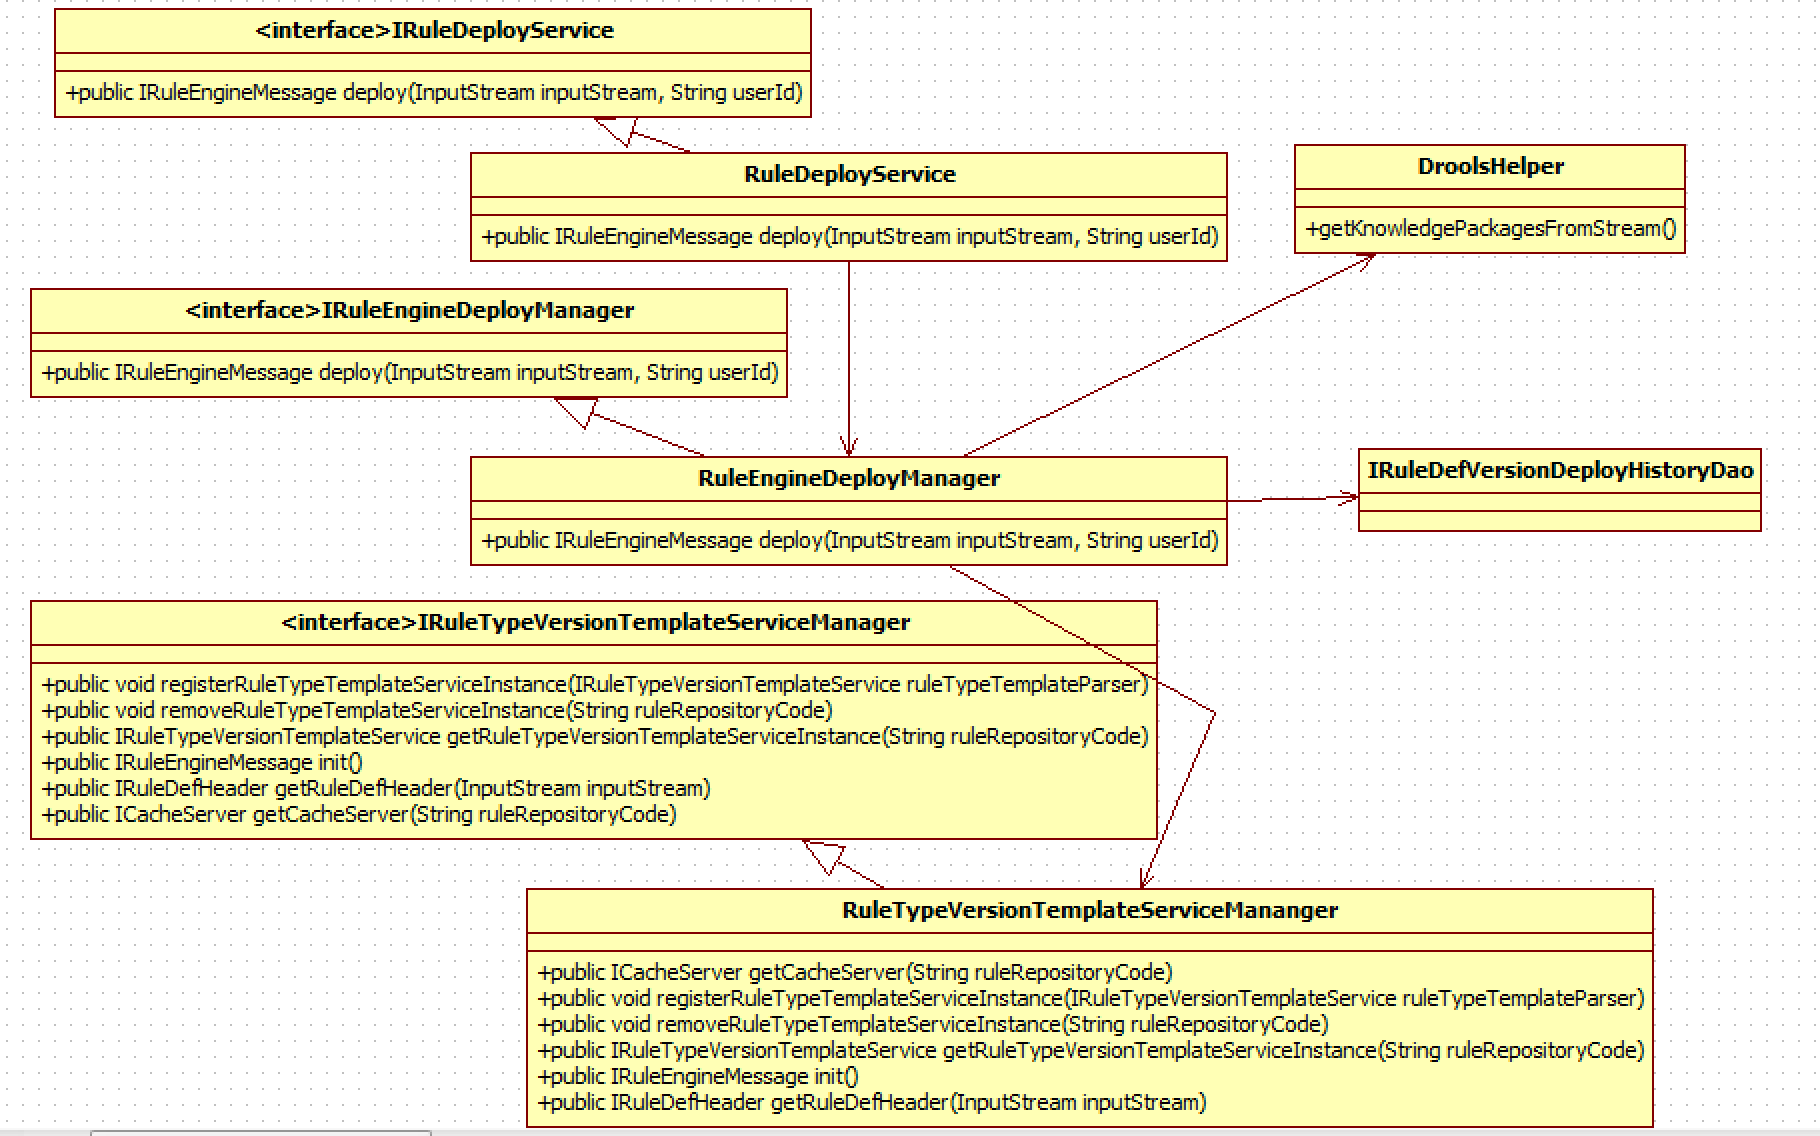 <interface>IRuleDeployService
+public IRuleEngineMessage deploy(InputStream inputStream, String userId)
RuleDeployService
+public IRuleEngineMessage deploy(InputStream inputStream, String userId)
DroolsHelper
+getKnowledgePackagesFromStream()
<interface>IRuleEngineDeployManager
+public IRuleEngineMessage deploy(InputStream inputStream, String userId)
RuleEngineDeployManager
+public IRuleEngineMessage deploy(InputStream inputStream, String userId)
IRuleDefVersionDeployHistoryDao
<interface>IRuleTypeVersionTemplateServiceManager
+public void registerRuleTypeTemplateServiceInstance(IRuleTypeVersionTemplateService ruleTypeTemplateParser)
+public void removeRuleTypeTemplateServiceInstance(String ruleRepositoryCode)
+public IRuleTypeVersionTemplateService getRuleTypeVersionTemplateServiceInstance(String ruleRepositoryCode)
+public IRuleEngineMessage init()
+public IRuleDefHeader getRuleDefHeader(InputStream inputStream)
+public ICacheServer getCacheServer(String ruleRepositoryCode)
RuleTypeVersionTemplateServiceMananger
+public ICacheServer getCacheServer(String ruleRepositoryCode)
+public void registerRuleTypeTemplateServiceInstance(IRuleTypeVersionTemplateService ruleTypeTemplateParser)
+public void removeRuleTypeTemplateServiceInstance(String ruleRepositoryCode)
+public IRuleTypeVersionTemplateService getRuleTypeVersionTemplateServiceInstance(String ruleRepositoryCode)
+public IRuleEngineMessage init()
+public IRuleDefHeader getRuleDefHeader(InputStream inputStream)